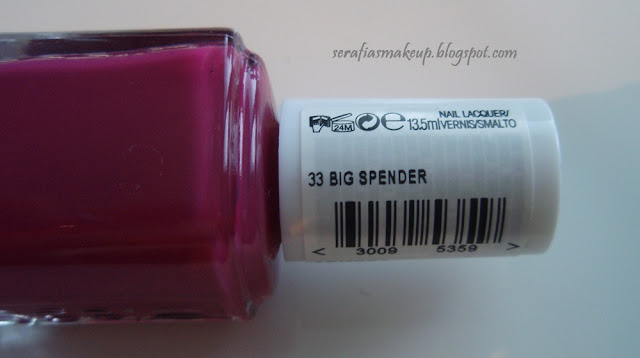 serafiasmakeup.blogspot.com
24M
e 13.5ml
NAIL LACQUER/
VERNIS/SMALTO
33 BIG SPENDER
< 3009 5359 >